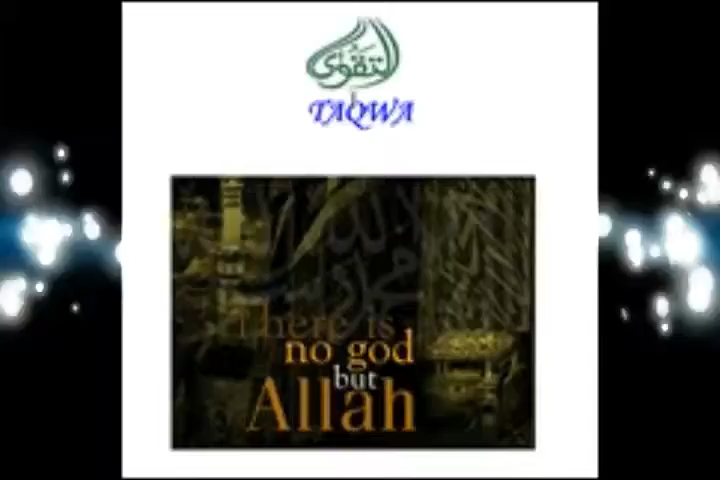 التقوى
TAQWA
There is
no god
but
Allah